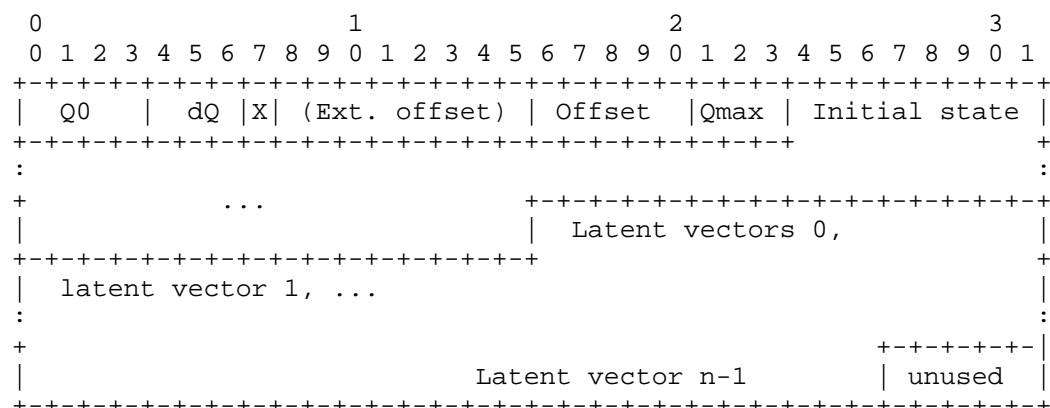 0                   1                   2                   3
 0 1 2 3 4 5 6 7 8 9 0 1 2 3 4 5 6 7 8 9 0 1 2 3 4 5 6 7 8 9 0 1
+-+-+-+-+-+-+-+-+-+-+-+-+-+-+-+-+-+-+-+-+-+-+-+-+-+-+-+-+-+-+-+-+
|  Q0   |  dQ |X| (Ext. offset) | Offset  |Qmax | Initial state |
+-+-+-+-+-+-+-+-+-+-+-+-+-+-+-+-+-+-+-+-+-+-+-+-+               +
:                                                               :
+            ...                +-+-+-+-+-+-+-+-+-+-+-+-+-+-+-+-+
|                               |  Latent vectors 0,            |
+-+-+-+-+-+-+-+-+-+-+-+-+-+-+-+-+                               +
|  latent vector 1, ...                                         |
:                                                               :
+                                                     +-+-+-+-+-|
|                            Latent vector n-1        | unused  |
+-+-+-+-+-+-+-+-+-+-+-+-+-+-+-+-+-+-+-+-+-+-+-+-+-+-+-+-+-+-+-+-+